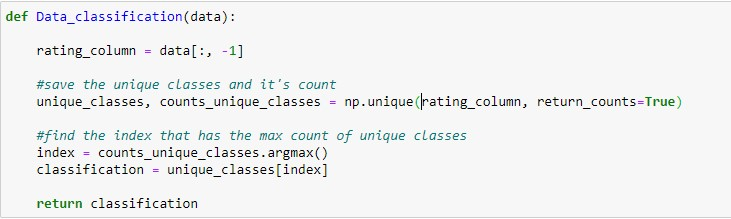 def Data_classification(data):
rating_column = data[:, -1]
#save the unique classes and it's count
unique_classes, counts_unique_classes = np.unique(rating_column, return_counts=True)
#find the index that has the max count of unique classes
index = counts_unique_classes.argmax()
classification = unique_classes[index]
return classification